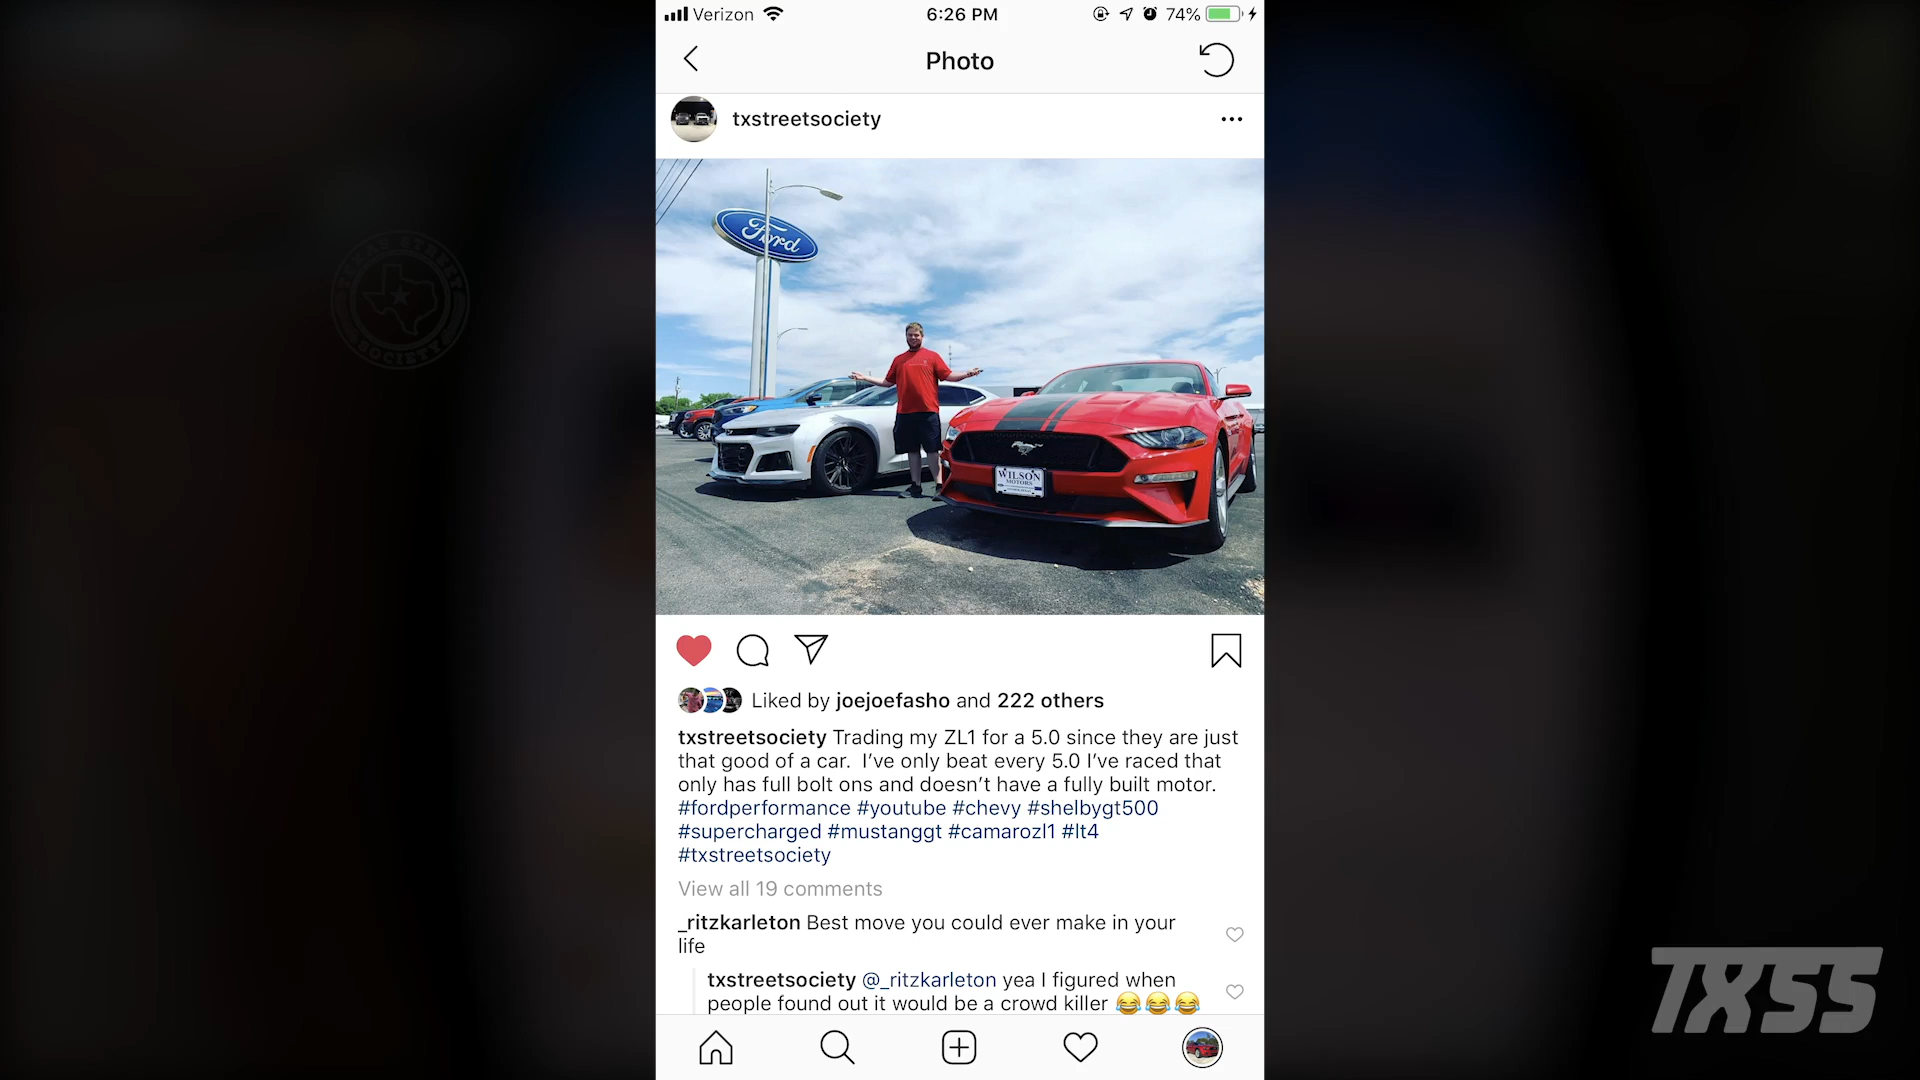 Verizon
6:26 PM
74%
Photo
txstreetsociety
Ford
WILSON
MOTORS
Liked by joejoefasho and 222 others
txstreetsociety Trading my ZL1 for a 5.0 since they are just
that good of a car.  I’ve only beat every 5.0 I’ve raced that
only has full bolt ons and doesn’t have a fully built motor.
#fordperformance #youtube #chevy #shelbygt500
#supercharged #mustanggt #camarozl1 #lt4
#txstreetsociety
View all 19 comments
_ritzkarleton Best move you could ever make in your
life
txstreetsociety @_ritzkarleton yea I figured when
people found out it would be a crowd killer 😂😂😂
TEXAS STREET
SOCIETY
TXSS